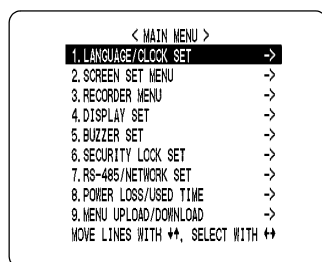 < MAIN MENU >
1. LANGUAGE/CLOCK SET ->
2. SCREEN SET MENU ->
3. RECORDER MENU ->
4. DISPLAY SET ->
5. BUZZER SET ->
6. SECURITY LOCK SET ->
7. RS-485/NETWORK SET ->
8. POWER LOSS/USED TIME ->
9. MENU UPLOAD/DOWNLOAD ->
MOVE LINES WITH ↓↑, SELECT WITH ↔